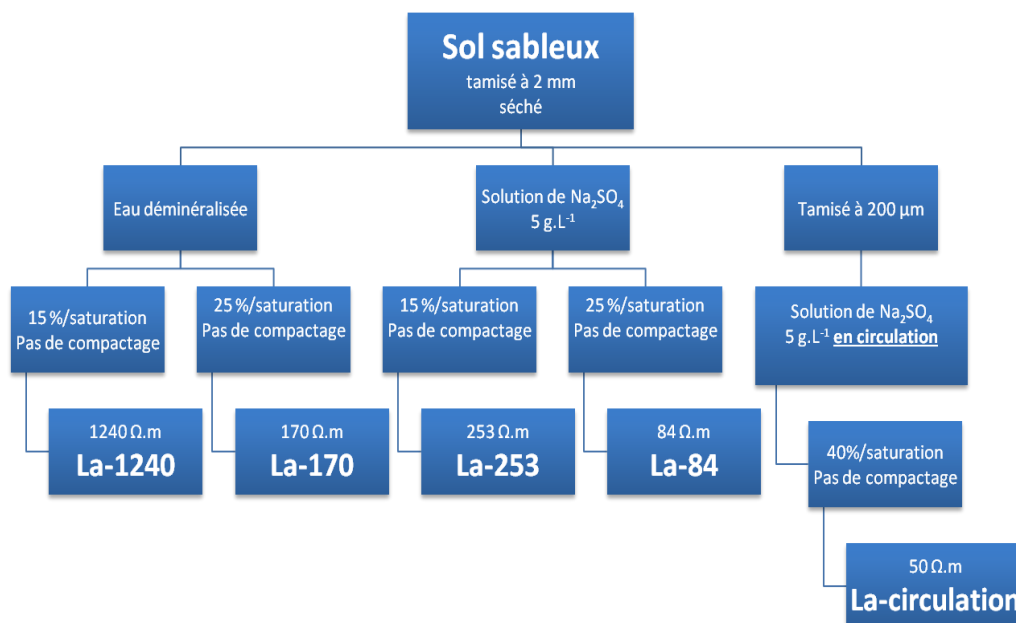 Sol sableux
tamisé à 2 mm
séché
Eau déminéralisée
Solution de Na₂SO₄
5 g.L⁻¹
Tamisé à 200 µm
15 %/saturation
Pas de compactage
25 %/saturation
Pas de compactage
15 %/saturation
Pas de compactage
25 %/saturation
Pas de compactage
Solution de Na₂SO₄
5 g.L⁻¹ en circulation
1240 Ω.m
La-1240
170 Ω.m
La-170
253 Ω.m
La-253
84 Ω.m
La-84
40%/saturation
Pas de compactage
50 Ω.m
La-circulation